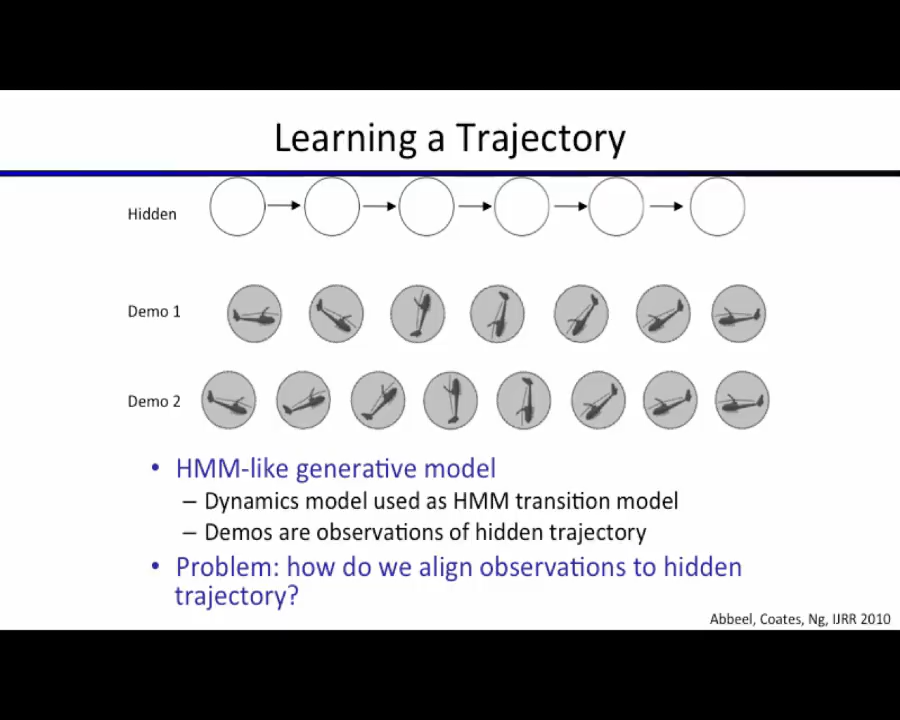 Learning a Trajectory
Hidden
Demo 1
Demo 2
• HMM-like generative model
– Dynamics model used as HMM transition model
– Demos are observations of hidden trajectory
• Problem: how do we align observations to hidden
trajectory?
Abbeel, Coates, Ng, IJRR 2010